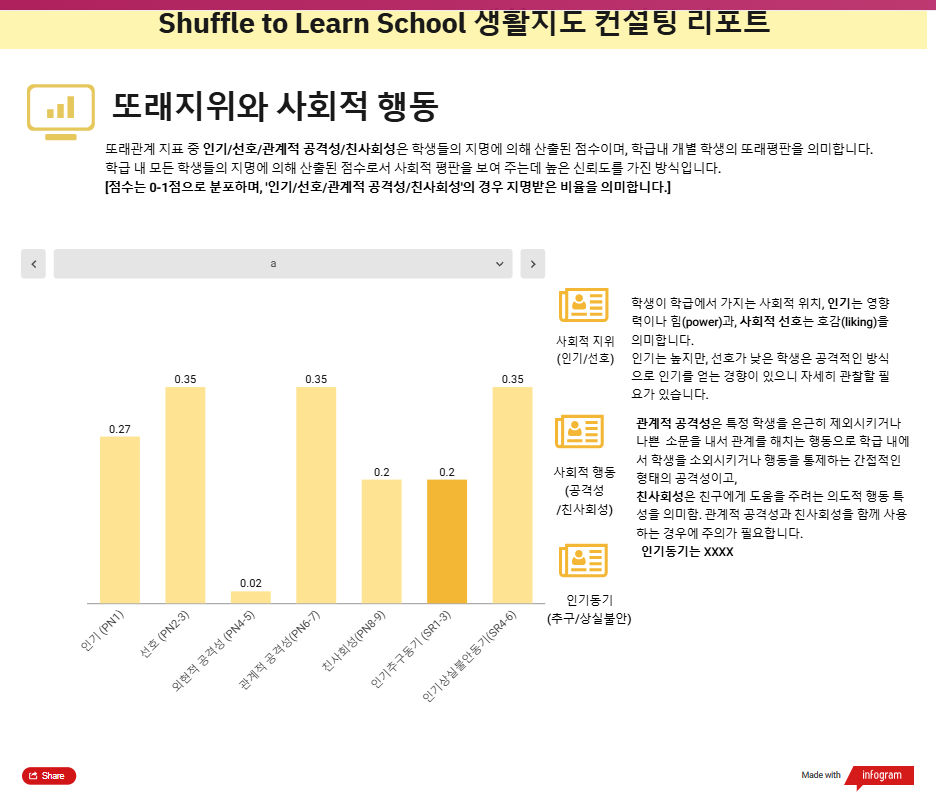 Shuffle to Learn School 생활지도 컨설팅 리포트
또래지위와 사회적 행동
또래관계 지표 중 인기/선호/관계적 공격성/친사회성은 학생들의 지명에 의해 산출된 점수이며, 학급내 개별 학생의 또래평판을 의미합니다.
학급 내 모든 학생들의 지명에 의해 산출된 점수로서 사회적 평판을 보여 주는데 높은 신뢰도를 가진 방식입니다.
[점수는 0-1점으로 분포하며, '인기/선호/관계적 공격성/친사회성'의 경우 지명받은 비율을 의미합니다.]
a
0.27
0.35
0.02
0.35
0.2
0.2
0.35
인기 (PN1)
선호 (PN2-3)
외현적 공격성 (PN4-5)
관계적 공격성(PN6-7)
친사회성(PN8-9)
인기추구동기 (SR1-3)
인기상실불안동기(SR4-6)
사회적 지위
(인기/선호)
학생이 학급에서 가지는 사회적 위치, 인기는 영향
력이나 힘(power)과, 사회적 선호는 호감(liking)을
의미합니다.
인기는 높지만, 선호가 낮은 학생은 공격적인 방식
으로 인기를 얻는 경향이 있으니 자세히 관찰할 필
요가 있습니다.
사회적 행동
(공격성
/친사회성)
관계적 공격성은 특정 학생을 은근히 제외시키거나
나쁜 소문을 내서 관계를 해치는 행동으로 학급 내에
서 학생을 소외시키거나 행동을 통제하는 간접적인
형태의 공격성이고,
친사회성은 친구에게 도움을 주려는 의도적 행동 특
성을 의미함. 관계적 공격성과 친사회성을 함께 사용
하는 경우에 주의가 필요합니다.
인기동기는 XXXX
인기동기
(추구/상실불안)
Share
Made with infogram